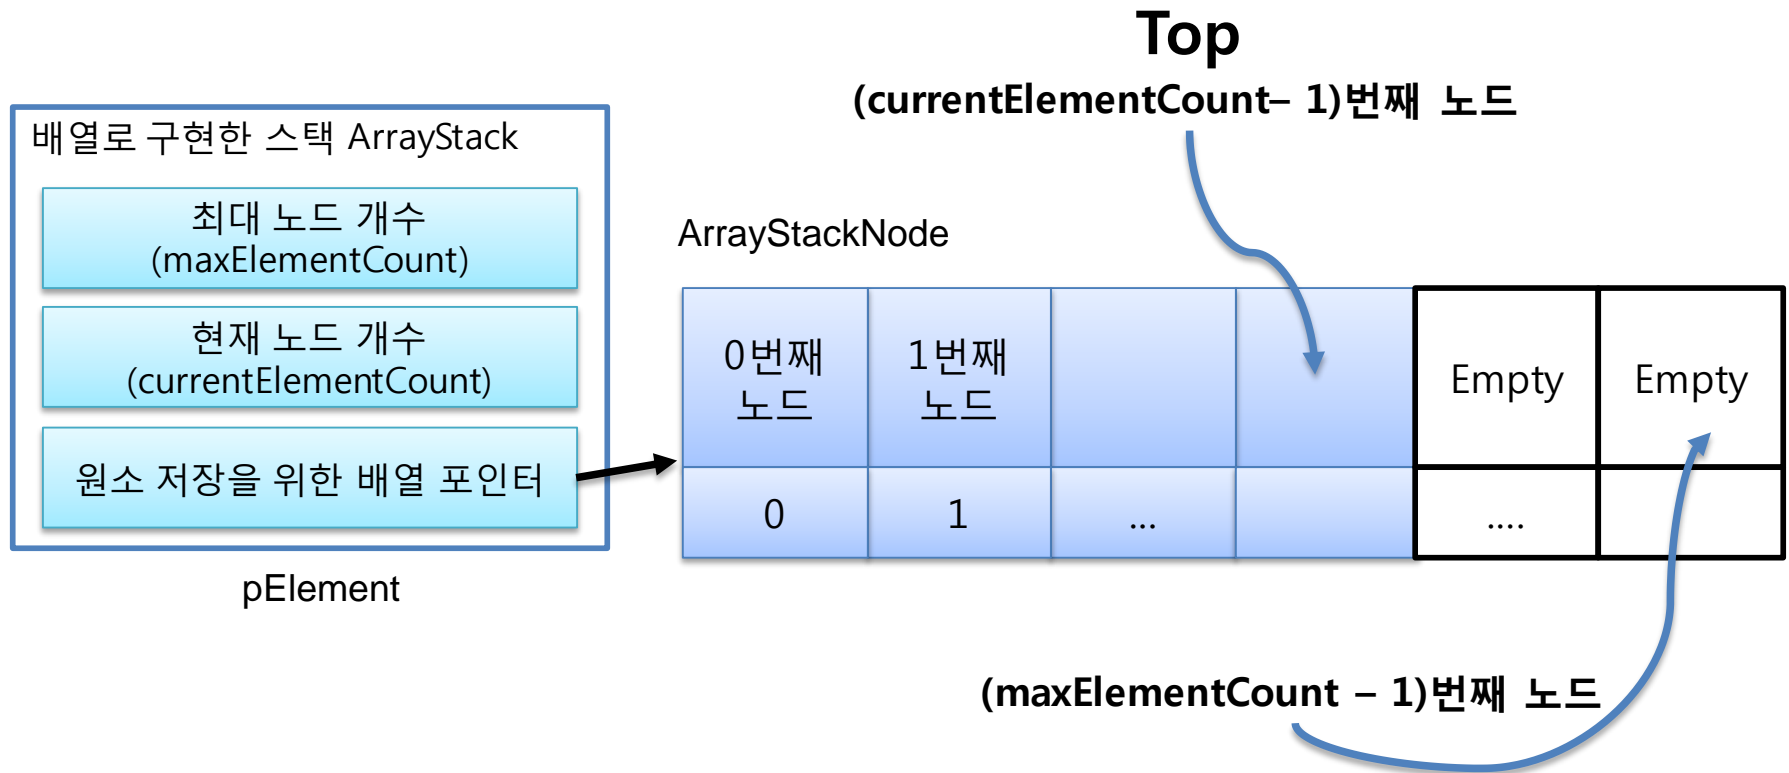 Top
(currentElementCount– 1)번째 노드
배열로 구현한 스택 ArrayStack
최대 노드 개수
(maxElementCount)
현재 노드 개수
(currentElementCount)
원소 저장을 위한 배열 포인터
pElement
ArrayStackNode
0번째
노드
1번째
노드
Empty
Empty
0
1
...
....
(maxElementCount – 1)번째 노드